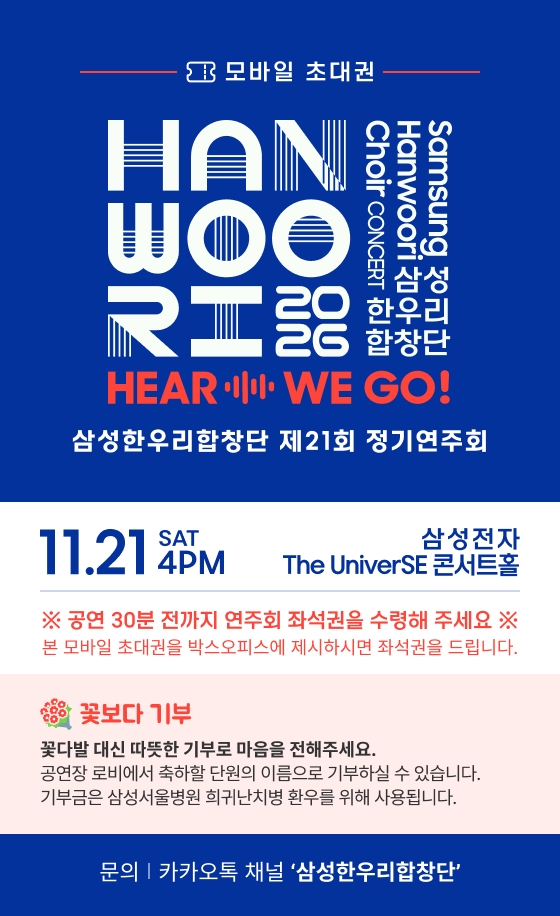 모바일 초대권
HAN
WOO
RI 2026
Samsung
Hanwoori
Choir CONCERT
삼성
한우리
합창단
HEAR WE GO!
삼성한우리합창단 제21회 정기연주회
11.21 SAT 4PM
삼성전자
The UniverSE 콘서트홀
※ 공연 30분 전까지 연주회 좌석권을 수령해 주세요 ※
본 모바일 초대권을 박스오피스에 제시하시면 좌석권을 드립니다.
꽃보다 기부
꽃다발 대신 따뜻한 기부로 마음을 전해주세요.
공연장 로비에서 축하할 단원의 이름으로 기부하실 수 있습니다.
기부금은 삼성서울병원 희귀난치병 환우를 위해 사용됩니다.
문의 | 카카오톡 채널 ‘삼성한우리합창단’